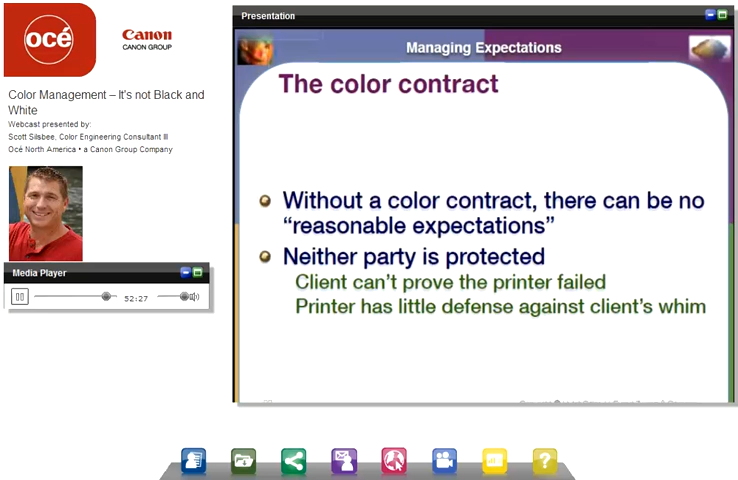 océ
Canon
CANON GROUP
Color Management – It's not Black and
White
Webcast presented by:
Scott Silsbee, Color Engineering Consultant III
Océ North America • a Canon Group Company
Media Player
52:27
Presentation
Managing Expectations
The color contract
Without a color contract, there can be no
“reasonable expectations”
Neither party is protected
Client can’t prove the printer failed
Printer has little defense against client’s whim
?